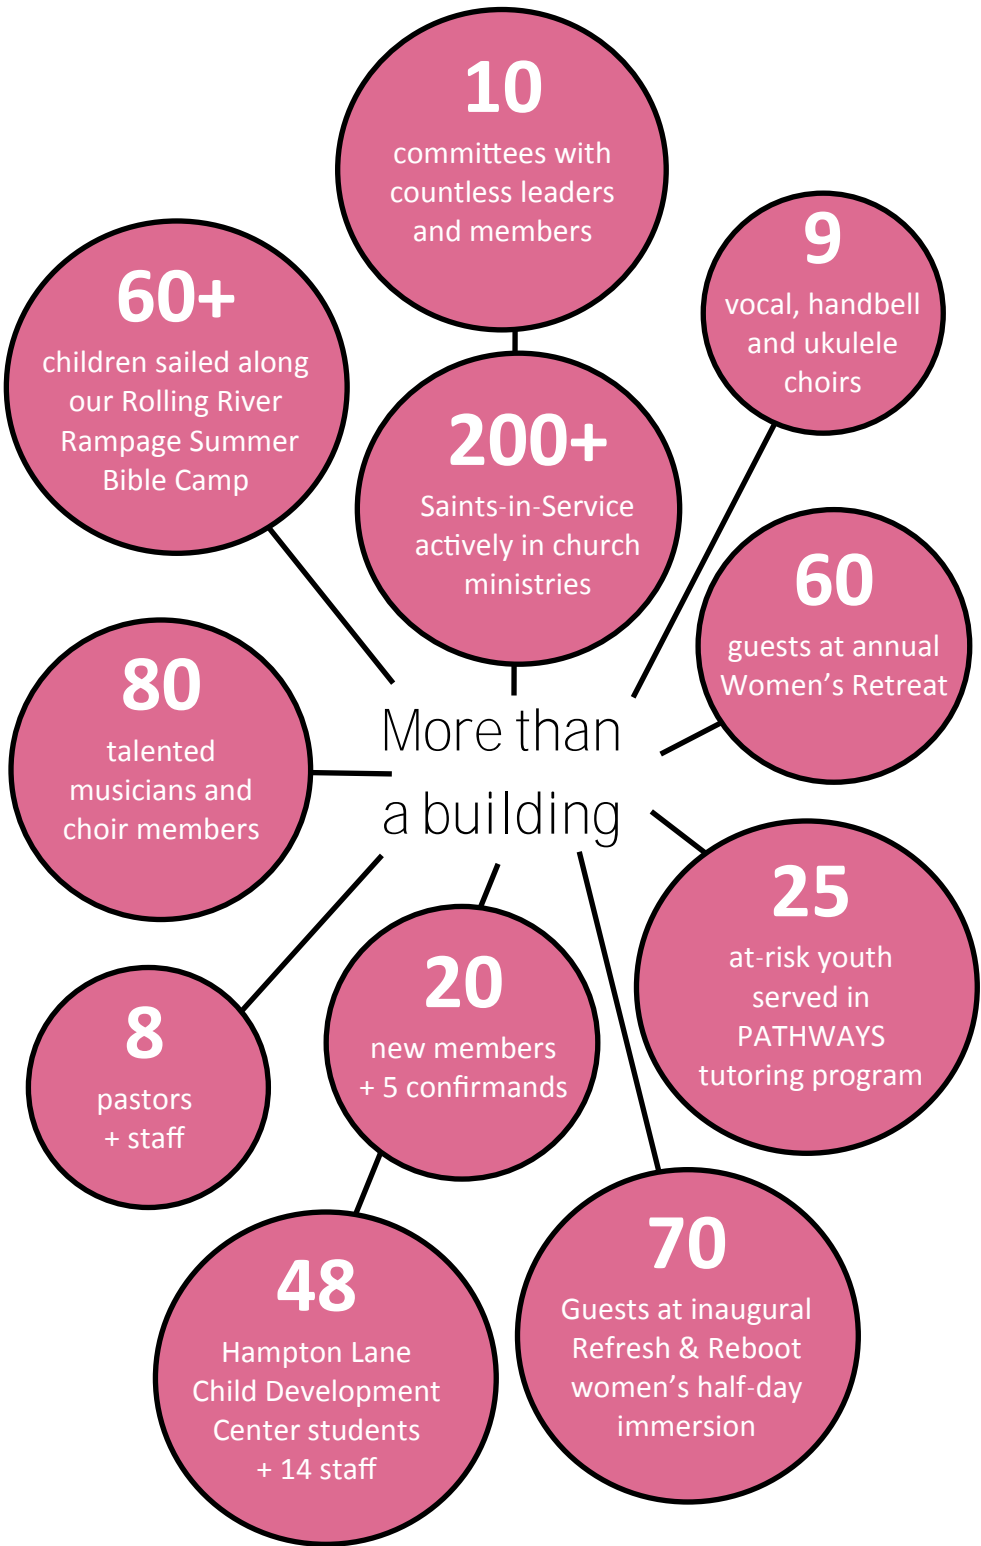 10
committees with
countless leaders
and members
9
vocal, handbell
and ukulele
choirs
60+
children sailed along
our Rolling River
Rampage Summer
Bible Camp
200+
Saints-in-Service
actively in church
ministries
60
guests at annual
Women’s Retreat
80
talented
musicians and
choir members
More than
a building
25
at-risk youth
served in
PATHWAYS
tutoring program
20
new members
+ 5 confirmands
8
pastors
+ staff
70
Guests at inaugural
Refresh & Reboot
women’s half-day
immersion
48
Hampton Lane
Child Development
Center students
+ 14 staff